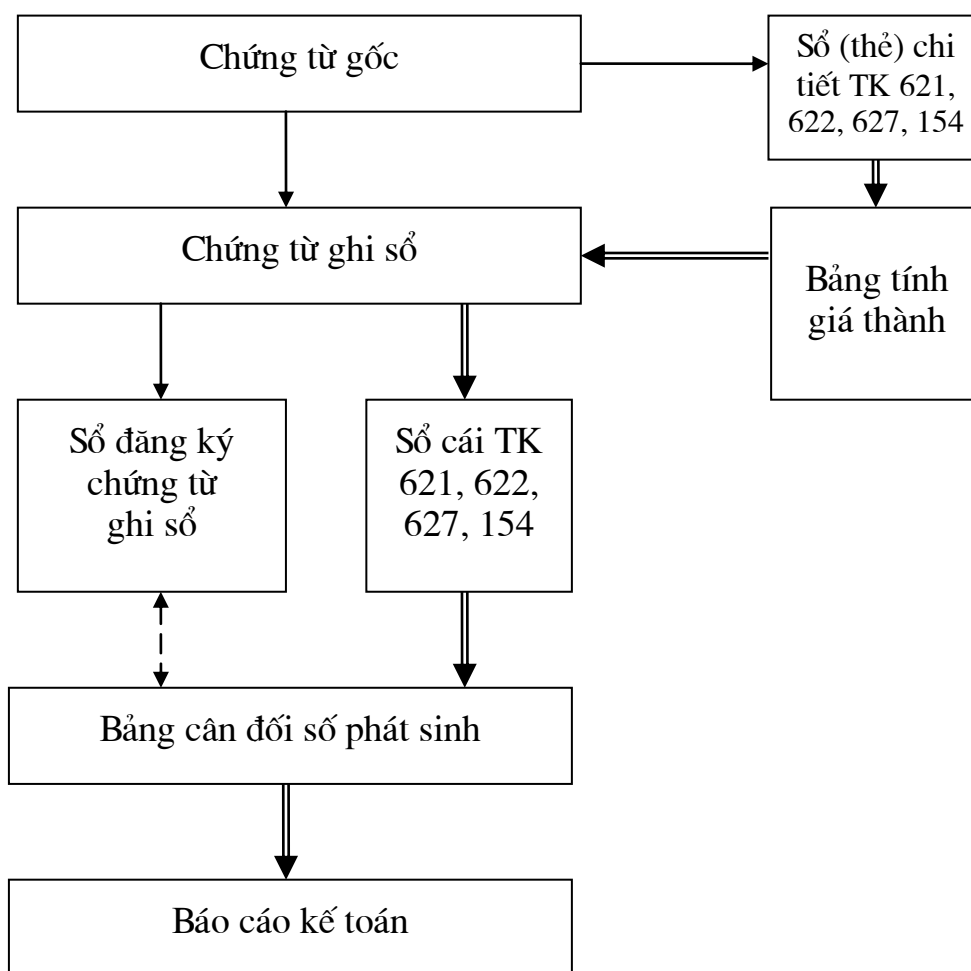 Chứng từ gốc
Sổ (thẻ) chi
tiết TK 621,
622, 627, 154
Chứng từ ghi sổ
Bảng tính
giá thành
Sổ đăng ký
chứng từ
ghi sổ
Sổ cái TK
621, 622,
627, 154
Bảng cân đối số phát sinh
Báo cáo kế toán